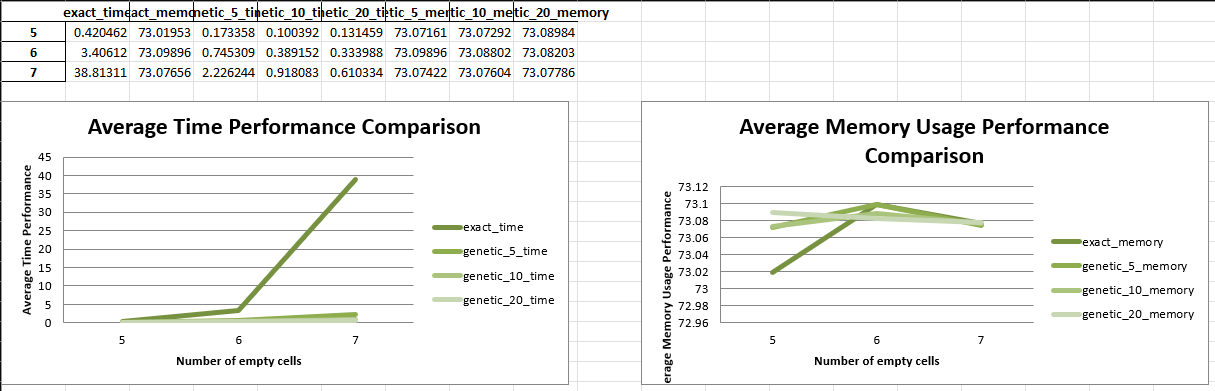 exact_time act_memo netic_5_ti netic_10_ti netic_20_ti etic_5_mer tic_10_me tic_20_memory
5 0.420462 73.01953 0.173358 0.100392 0.131459 73.07161 73.07292 73.08984
6 3.40612 73.09896 0.745309 0.389152 0.333988 73.09896 73.08802 73.08203
7 38.81311 73.07656 2.226244 0.918083 0.610334 73.07422 73.07604 73.07786
Average Time Performance Comparison
45
40
35
30
25
20
15
10
5
0
Average Time Performance
5 6 7
Number of empty cells
exact_time
genetic_5_time
genetic_10_time
genetic_20_time
Average Memory Usage Performance
Comparison
73.12
73.1
73.08
73.06
73.04
73.02
73
72.98
72.96
erage Memory Usage Performance
5 6 7
Number of empty cells
exact_memory
genetic_5_memory
genetic_10_memory
genetic_20_memory